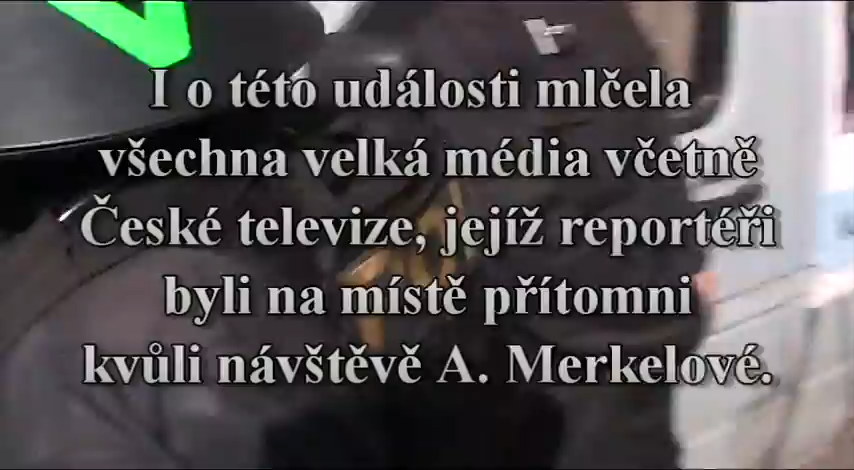 I o této události mlčela
všechna velká média včetně
České televize, jejíž reportéři
byli na místě přítomni
kvůli návštěvě A. Merkelové.